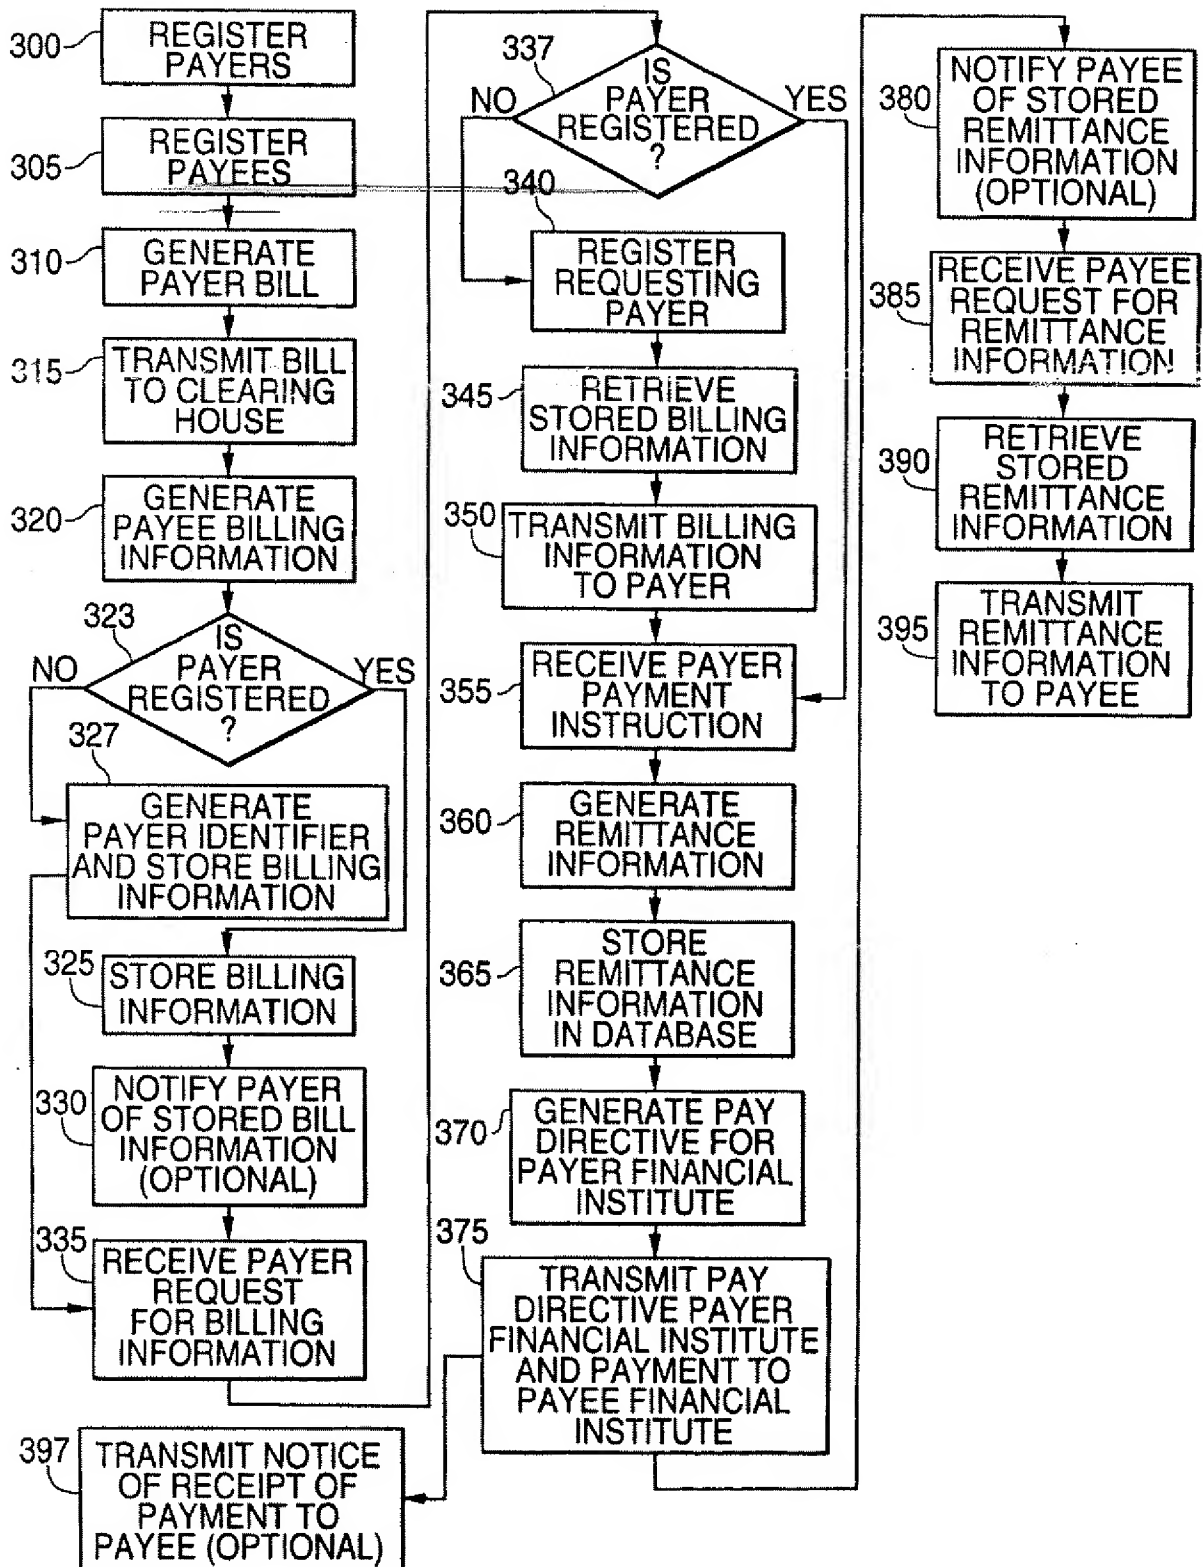 300
REGISTER
PAYERS
305
REGISTER
PAYEES
310
GENERATE
PAYER BILL
315
TRANSMIT BILL
TO CLEARING
HOUSE
320
GENERATE
PAYEE BILLING
INFORMATION
323
IS
PAYER
REGISTERED
?
NO
YES
327
GENERATE
PAYER IDENTIFIER
AND STORE BILLING
INFORMATION
325
STORE BILLING
INFORMATION
330
NOTIFY PAYER
OF STORED BILL
INFORMATION
(OPTIONAL)
335
RECEIVE PAYER
REQUEST
FOR BILLING
INFORMATION
337
IS
PAYER
REGISTERED
?
NO
YES
340
REGISTER
REQUESTING
PAYER
345
RETRIEVE
STORED BILLING
INFORMATION
350
TRANSMIT BILLING
INFORMATION
TO PAYER
355
RECEIVE PAYER
PAYMENT
INSTRUCTION
360
GENERATE
REMITTANCE
INFORMATION
365
STORE
REMITTANCE
INFORMATION
IN DATABASE
370
GENERATE PAY
DIRECTIVE FOR
PAYER FINANCIAL
INSTITUTE
375
TRANSMIT PAY
DIRECTIVE PAYER
FINANCIAL INSTITUTE
AND PAYMENT TO
PAYEE FINANCIAL
INSTITUTE
397
TRANSMIT NOTICE
OF RECEIPT OF
PAYMENT TO
PAYEE (OPTIONAL)
380
NOTIFY PAYEE
OF STORED
REMITTANCE
INFORMATION
(OPTIONAL)
385
RECEIVE PAYEE
REQUEST FOR
REMITTANCE
INFORMATION
390
RETRIEVE
STORED
REMITTANCE
INFORMATION
395
TRANSMIT
REMITTANCE
INFORMATION
TO PAYEE